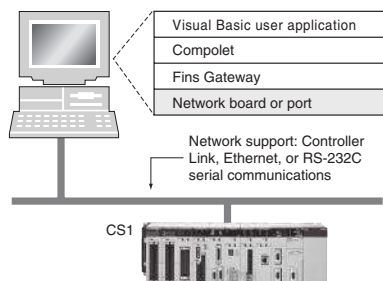 Visual Basic user application
Compolet
Fins Gateway
Network board or port
Network support: Controller
Link, Ethernet, or RS-232C
serial communications
CS1